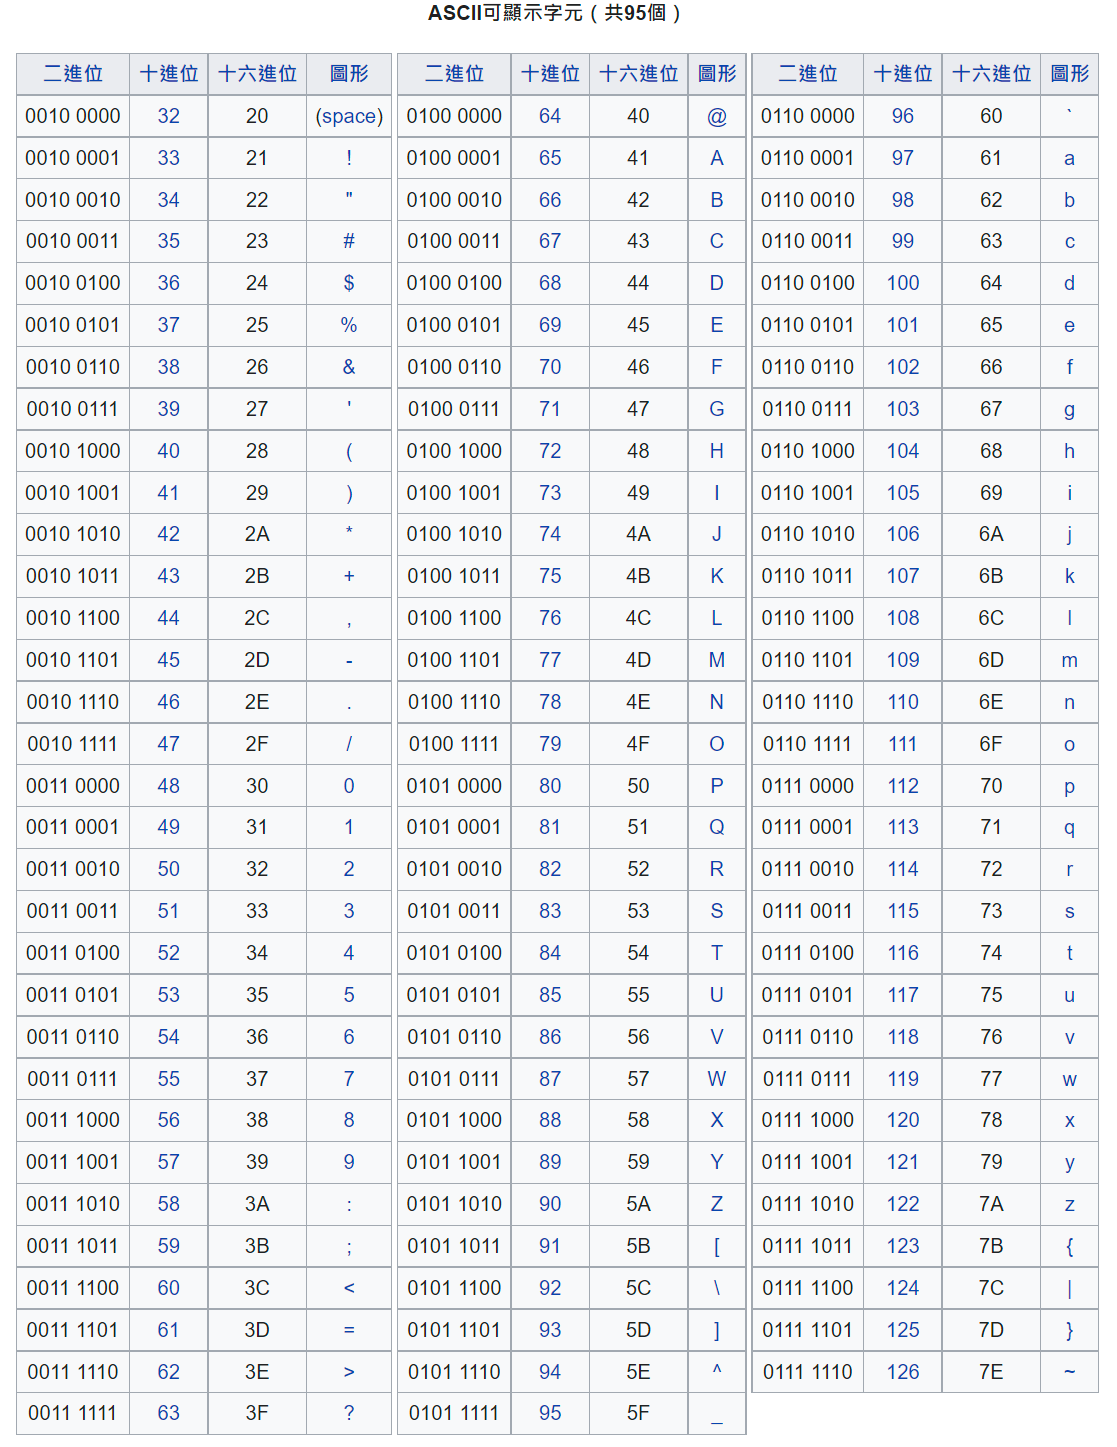 ASCII可顯示字元（共95個）
二進位 十進位 十六進位 圖形 二進位 十進位 十六進位 圖形 二進位 十進位 十六進位 圖形
0010 0000 32 20 (space) 0100 0000 64 40 @ 0110 0000 96 60 `
0010 0001 33 21 ! 0100 0001 65 41 A 0110 0001 97 61 a
0010 0010 34 22 " 0100 0010 66 42 B 0110 0010 98 62 b
0010 0011 35 23 # 0100 0011 67 43 C 0110 0011 99 63 c
0010 0100 36 24 $ 0100 0100 68 44 D 0110 0100 100 64 d
0010 0101 37 25 % 0100 0101 69 45 E 0110 0101 101 65 e
0010 0110 38 26 & 0100 0110 70 46 F 0110 0110 102 66 f
0010 0111 39 27 ' 0100 0111 71 47 G 0110 0111 103 67 g
0010 1000 40 28 ( 0100 1000 72 48 H 0110 1000 104 68 h
0010 1001 41 29 ) 0100 1001 73 49 I 0110 1001 105 69 i
0010 1010 42 2A * 0100 1010 74 4A J 0110 1010 106 6A j
0010 1011 43 2B + 0100 1011 75 4B K 0110 1011 107 6B k
0010 1100 44 2C , 0100 1100 76 4C L 0110 1100 108 6C l
0010 1101 45 2D - 0100 1101 77 4D M 0110 1101 109 6D m
0010 1110 46 2E . 0100 1110 78 4E N 0110 1110 110 6E n
0010 1111 47 2F / 0100 1111 79 4F O 0110 1111 111 6F o
0011 0000 48 30 0 0101 0000 80 50 P 0111 0000 112 70 p
0011 0001 49 31 1 0101 0001 81 51 Q 0111 0001 113 71 q
0011 0010 50 32 2 0101 0010 82 52 R 0111 0010 114 72 r
0011 0011 51 33 3 0101 0011 83 53 S 0111 0011 115 73 s
0011 0100 52 34 4 0101 0100 84 54 T 0111 0100 116 74 t
0011 0101 53 35 5 0101 0101 85 55 U 0111 0101 117 75 u
0011 0110 54 36 6 0101 0110 86 56 V 0111 0110 118 76 v
0011 0111 55 37 7 0101 0111 87 57 W 0111 0111 119 77 w
0011 1000 56 38 8 0101 1000 88 58 X 0111 1000 120 78 x
0011 1001 57 39 9 0101 1001 89 59 Y 0111 1001 121 79 y
0011 1010 58 3A : 0101 1010 90 5A Z 0111 1010 122 7A z
0011 1011 59 3B ; 0101 1011 91 5B [ 0111 1011 123 7B {
0011 1100 60 3C < 0101 1100 92 5C \ 0111 1100 124 7C |
0011 1101 61 3D = 0101 1101 93 5D ] 0111 1101 125 7D }
0011 1110 62 3E > 0101 1110 94 5E ^ 0111 1110 126 7E ~
0011 1111 63 3F ? 0101 1111 95 5F _